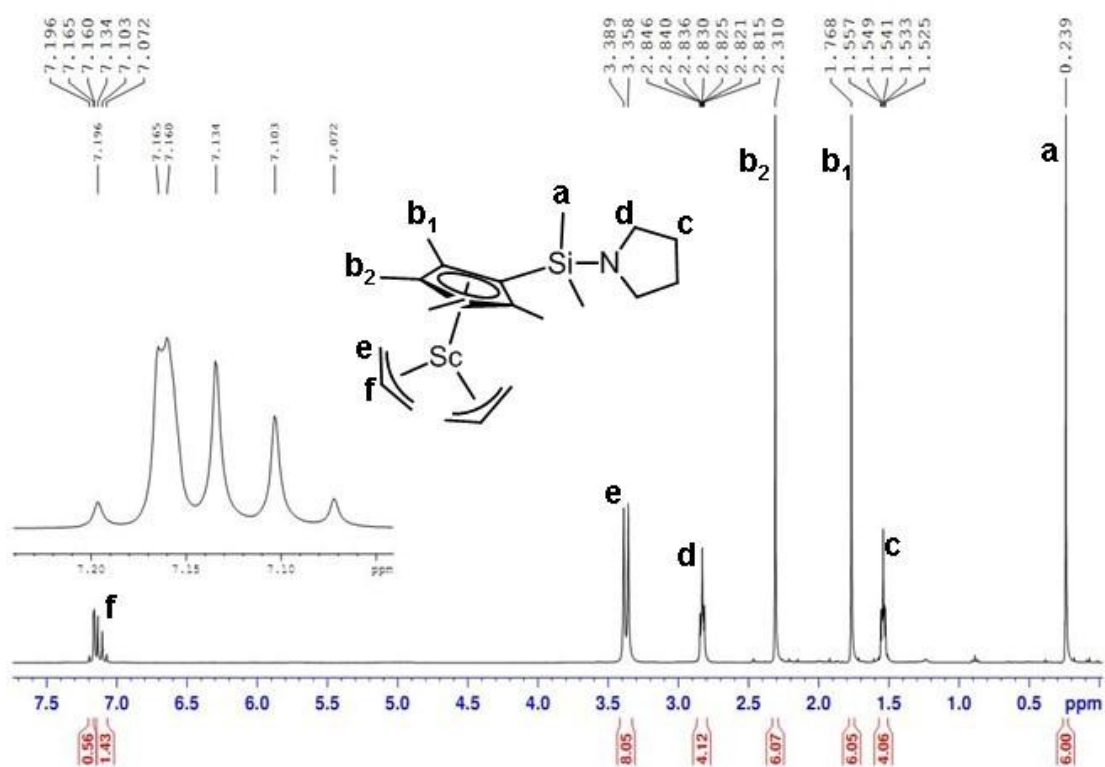 7.196
7.165
7.160
7.134
7.103
7.072
3.389
3.358
2.846
2.840
2.836
2.830
2.825
2.821
2.815
2.310
1.768
1.557
1.549
1.541
1.533
1.525
0.239
7.196
7.165
7.160
7.134
7.103
7.072
b2
b1
a
a
b1
d
c
b2
Si
N
e
Sc
f
e
d
c
7.20
7.15
7.10
ppm
f
7.5
7.0
6.5
6.0
5.5
5.0
4.5
4.0
3.5
3.0
2.5
2.0
1.5
1.0
0.5
ppm
0.56
1.43
8.05
4.12
6.07
6.05
4.06
6.00